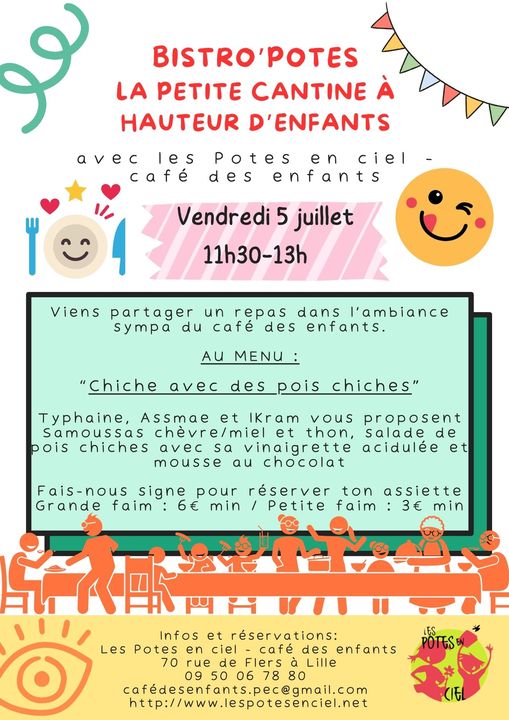 BISTRO'POTES
LA PETITE CANTINE À
HAUTEUR D'ENFANTS
avec les Potes en ciel -
café des enfants
Vendredi 5 juillet
11h30-13h
Viens partager un repas dans l'ambiance
sympa du café des enfants.
AU MENU :
“Chiche avec des pois chiches”
Typhaine, Assmae et IKram vous proposent
Samoussas chèvre/miel et thon, salade de
pois chiches avec sa vinaigrette acidulée et
mousse au chocolat
Fais-nous signe pour réserver ton assiette
Grande faim : 6€ min / Petite faim : 3€ min
Infos et réservations:
Les Potes en ciel - café des enfants
70 rue de Flers à Lille
09 50 06 78 80
cafédesenfants.pec@gmail.com
http://www.lespotesenciel.net
LES
POTES EN
CIEL